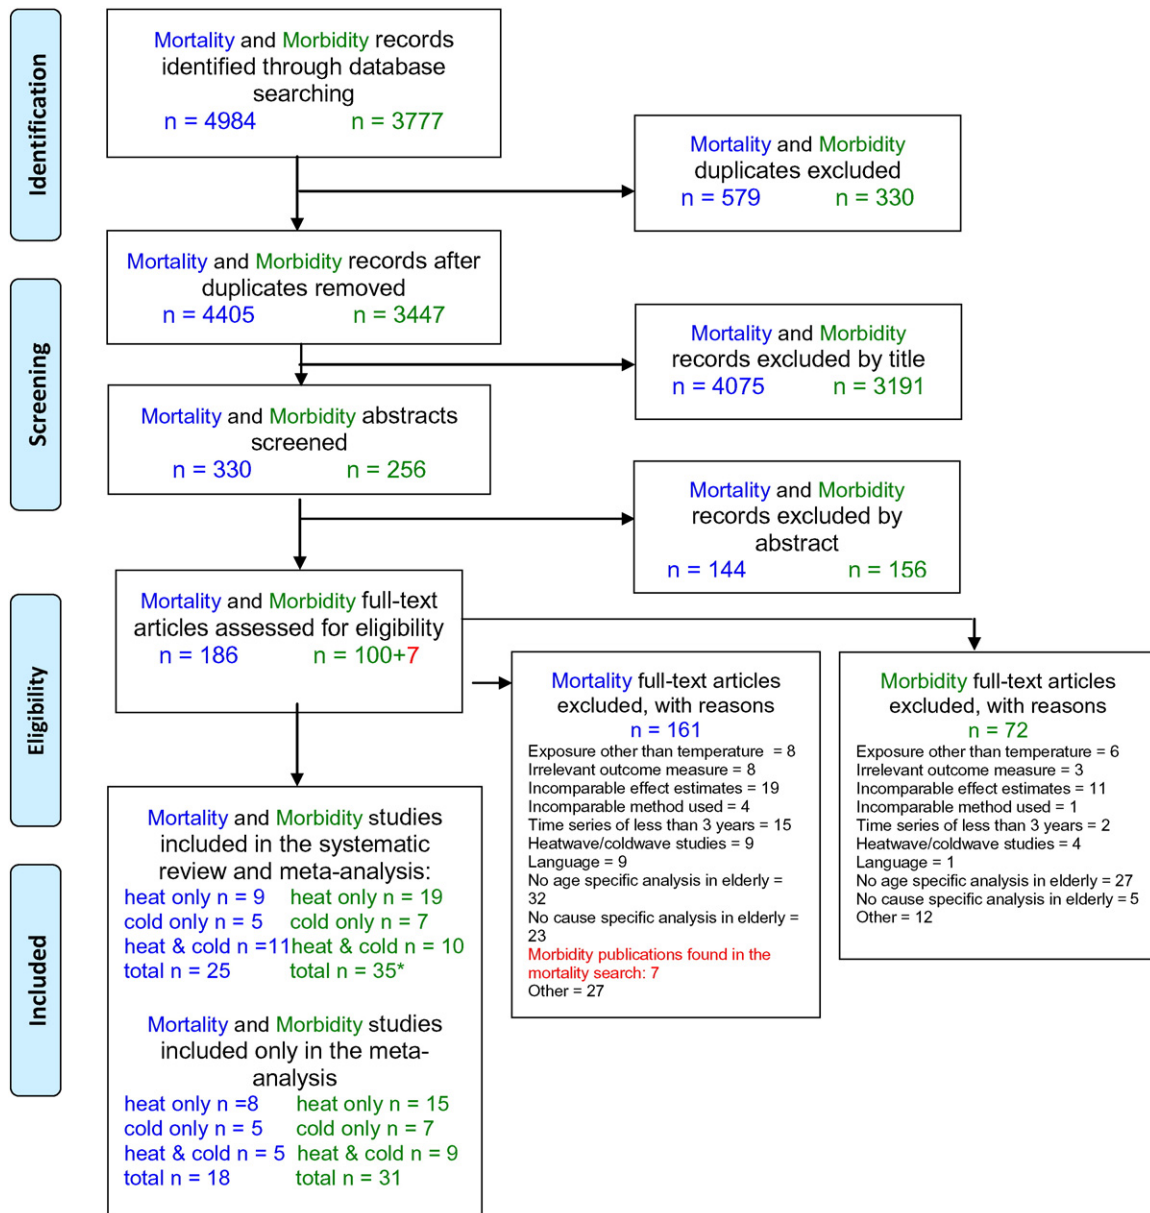 Identification
Mortality and Morbidity records
identified through database
searching
n = 4984 n = 3777
Mortality and Morbidity
duplicates excluded
n = 579 n = 330
Mortality and Morbidity records after
duplicates removed
n = 4405 n = 3447
Screening
Mortality and Morbidity
records excluded by title
n = 4075 n = 3191
Mortality and Morbidity abstracts
screened
n = 330 n = 256
Mortality and Morbidity
records excluded by
abstract
n = 144 n = 156
Eligibility
Mortality and Morbidity full-text
articles assessed for eligibility
n = 186 n = 100+7
Mortality full-text articles
excluded, with reasons
n = 161
Exposure other than temperature = 8
Irrelevant outcome measure = 8
Incomparable effect estimates = 19
Incomparable method used = 4
Time series of less than 3 years = 15
Heatwave/coldwave studies = 9
Language = 9
No age specific analysis in elderly =
32
No cause specific analysis in elderly =
23
Morbidity publications found in the
mortality search: 7
Other = 27
Morbidity full-text articles
excluded, with reasons
n = 72
Exposure other than temperature = 6
Irrelevant outcome measure = 3
Incomparable effect estimates = 11
Incomparable method used = 1
Time series of less than 3 years = 2
Heatwave/coldwave studies = 4
Language = 1
No age specific analysis in elderly = 27
No cause specific analysis in elderly = 5
Other = 12
Included
Mortality and Morbidity studies
included in the systematic
review and meta-analysis:
heat only n = 9 heat only n = 19
cold only n = 5 cold only n = 7
heat & cold n =11 heat & cold n = 10
total n = 25 total n = 35*
Mortality and Morbidity studies
included only in the meta-
analysis
heat only n =8 heat only n = 15
cold only n = 5 cold only n = 7
heat & cold n = 5 heat & cold n = 9
total n = 18 total n = 31